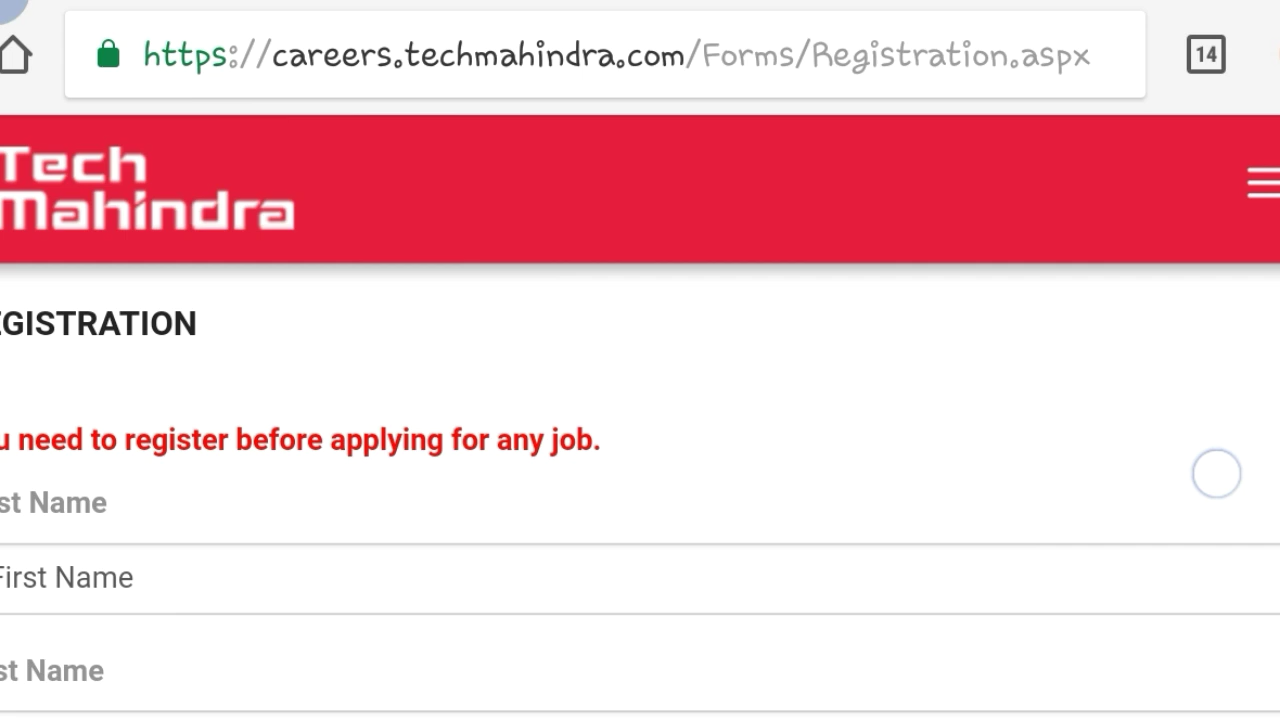 https://careers.techmahindra.com/Forms/Registration.aspx
14
Tech
Mahindra
EGISTRATION
u need to register before applying for any job.
st Name
First Name
st Name